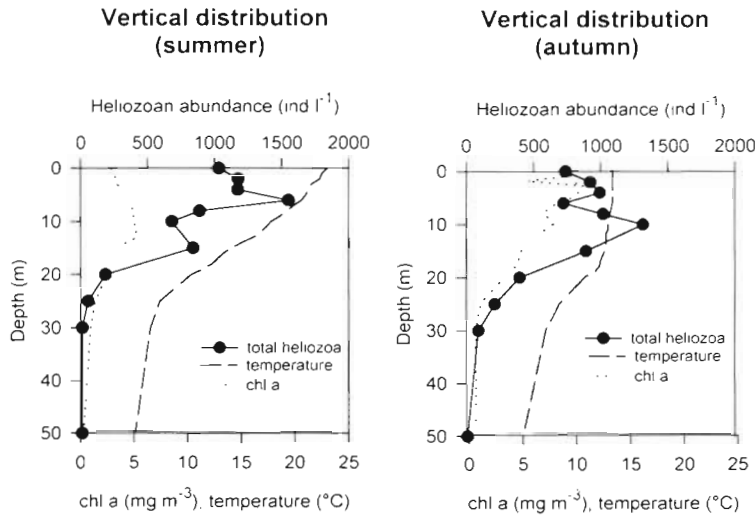 Vertical distribution
(summer)
Heliozoan abundance (ind l-1)
0 500 1000 1500 2000
0
10
20
30
40
50
Depth (m)
total heliozoa
temperature
chl a
0 5 10 15 20 25
chl a (mg m-3), temperature (°C)
Vertical distribution
(autumn)
Heliozoan abundance (ind l-1)
0 500 1000 1500 2000
0
10
20
30
40
50
Depth (m)
total heliozoa
temperature
chl a
0 5 10 15 20 25
chl a (mg m-3), temperature (°C)